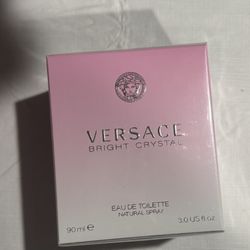 VERSACE
BRIGHT CRYSTAL
EAU DE TOILETTE
NATURAL SPRAY
90 ml e 3.0 US fl.oz